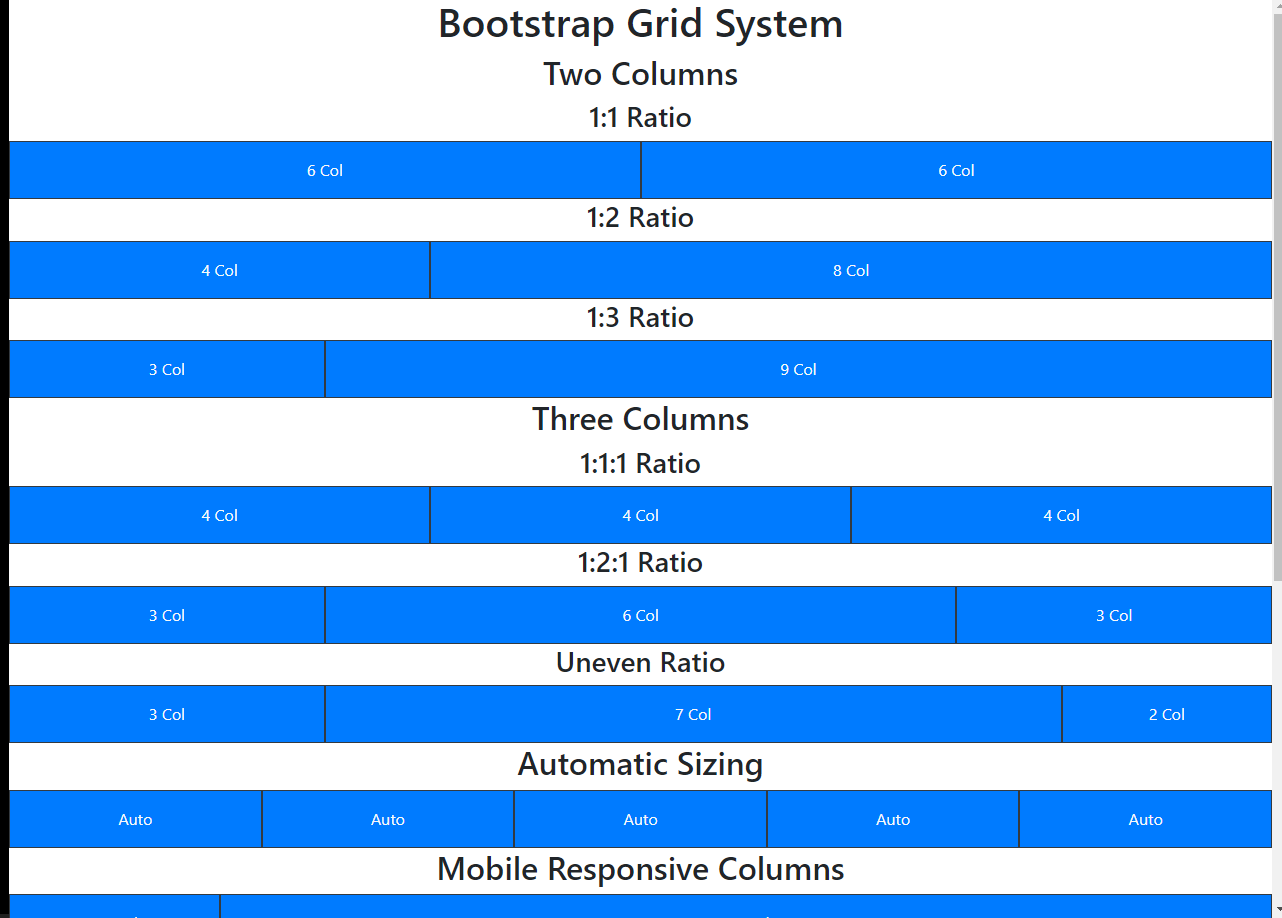 Bootstrap Grid System
Two Columns
1:1 Ratio
6 Col 6 Col
1:2 Ratio
4 Col 8 Col
1:3 Ratio
3 Col 9 Col
Three Columns
1:1:1 Ratio
4 Col 4 Col 4 Col
1:2:1 Ratio
3 Col 6 Col 3 Col
Uneven Ratio
3 Col 7 Col 2 Col
Automatic Sizing
Auto Auto Auto Auto Auto
Mobile Responsive Columns